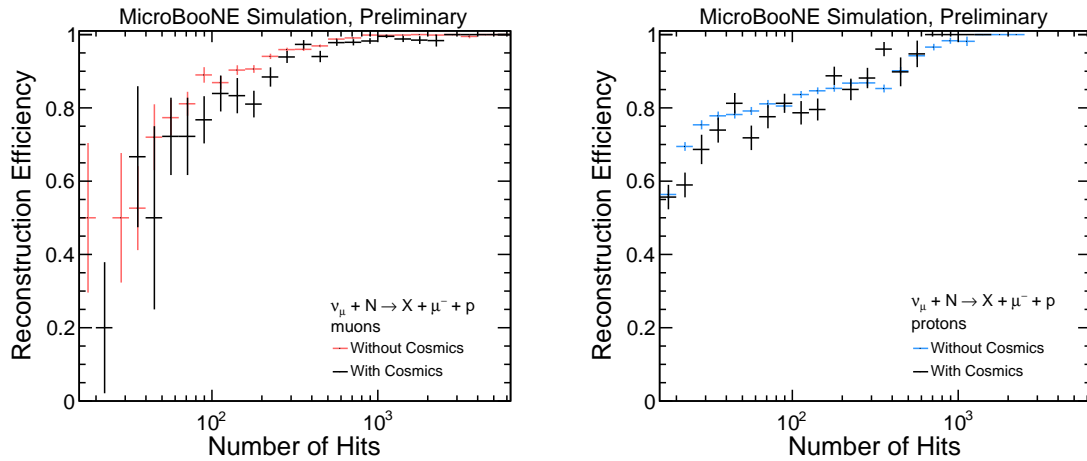 MicroBooNE Simulation, Preliminary
Reconstruction Efficiency
1
0.8
0.6
0.4
0.2
0
ν_μ + N → X + μ⁻ + p
muons
Without Cosmics
With Cosmics
10² 10³
Number of Hits
MicroBooNE Simulation, Preliminary
Reconstruction Efficiency
1
0.8
0.6
0.4
0.2
0
ν_μ + N → X + μ⁻ + p
protons
Without Cosmics
With Cosmics
10² 10³
Number of Hits